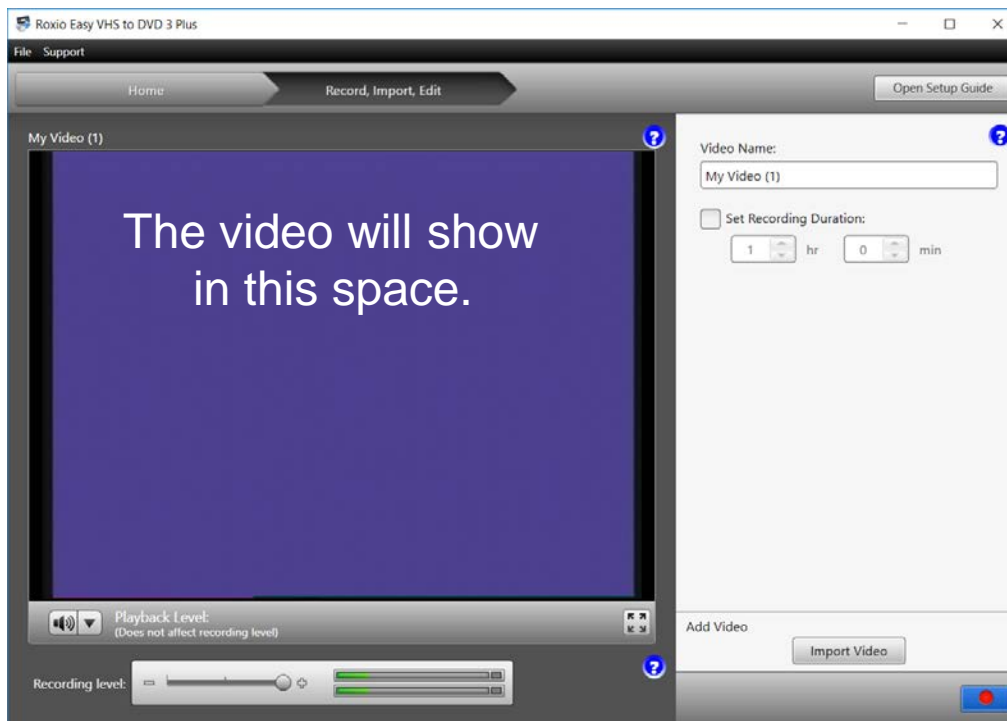 Roxio Easy VHS to DVD 3 Plus
File Support
Home
Record, Import, Edit
Open Setup Guide
My Video (1)
?
?
Video Name:
My Video (1)
Set Recording Duration:
1 hr 0 min
The video will show
in this space.
Playback Level:
(Does not affect recording level)
Add Video
Import Video
?
Recording level: